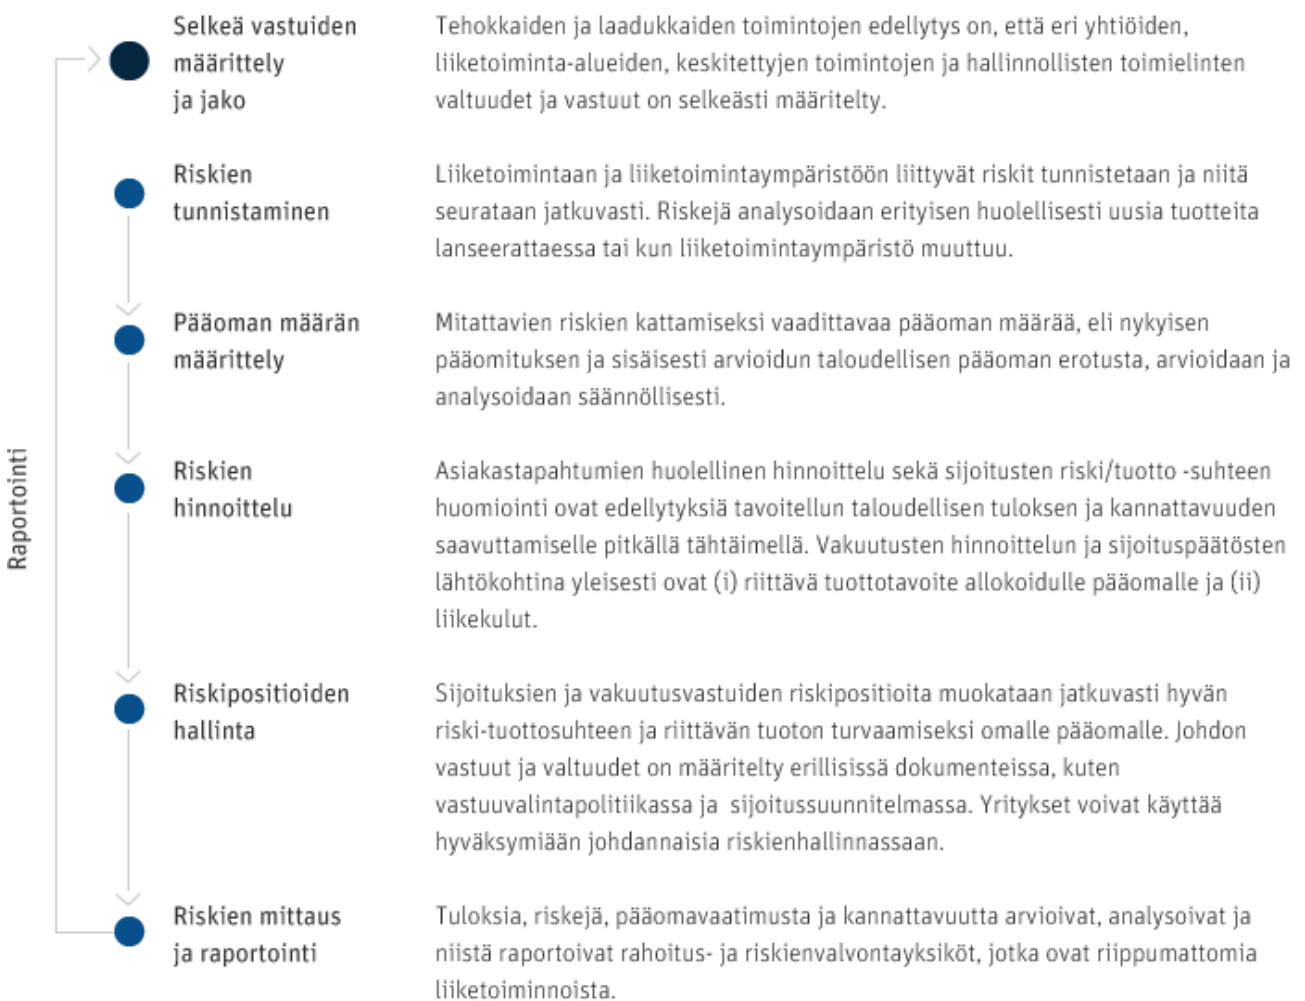 Selkeä vastuiden
määrittely
ja jako
Tehokkaiden ja laadukkaiden toimintojen edellytys on, että eri yhtiöiden,
liiketoiminta-alueiden, keskitettyjen toimintojen ja hallinnollisten toimielinten
valtuudet ja vastuut on selkeästi määritelty.
Riskien
tunnistaminen
Liiketoimintaan ja liiketoimintaympäristöön liittyvät riskit tunnistetaan ja niitä
seurataan jatkuvasti. Riskejä analysoidaan erityisen huolellisesti uusia tuotteita
lanseerattaessa tai kun liiketoimintaympäristö muuttuu.
Pääoman määrän
määrittely
Mitattavien riskien kattamiseksi vaadittavaa pääoman määrää, eli nykyisen
pääomituksen ja sisäisesti arvioidun taloudellisen pääoman erotusta, arvioidaan ja
analysoidaan säännöllisesti.
Raportointi
Riskien
hinnoittelu
Asiakastapahtumien huolellinen hinnoittelu sekä sijoitusten riski/tuotto -suhteen
huomiointi ovat edellytyksiä tavoitellun taloudellisen tuloksen ja kannattavuuden
saavuttamiselle pitkällä tähtäimellä. Vakuutusten hinnoittelun ja sijoituspäätösten
lähtökohtina yleisesti ovat (i) riittävä tuottotavoite allokoidulle pääomalle ja (ii)
liikekulut.
Riskipositioiden
hallinta
Sijoituksien ja vakuutusvastuiden riskipositioita muokataan jatkuvasti hyvän
riski-tuottosuhteen ja riittävän tuoton turvaamiseksi omalle pääomalle. Johdon
vastuut ja valtuudet on määritelty erillisissä dokumenteissa, kuten
vastuuvalintapolitiikassa ja sijoitussuunnitelmassa. Yritykset voivat käyttää
hyväksymiään johdannaisia riskienhallinnassaan.
Riskien mittaus
ja raportointi
Tuloksia, riskejä, pääomavaatimusta ja kannattavuutta arvioivat, analysoivat ja
niistä raportoivat rahoitus- ja riskienvalvontayksiköt, jotka ovat riippumattomia
liiketoiminnoista.